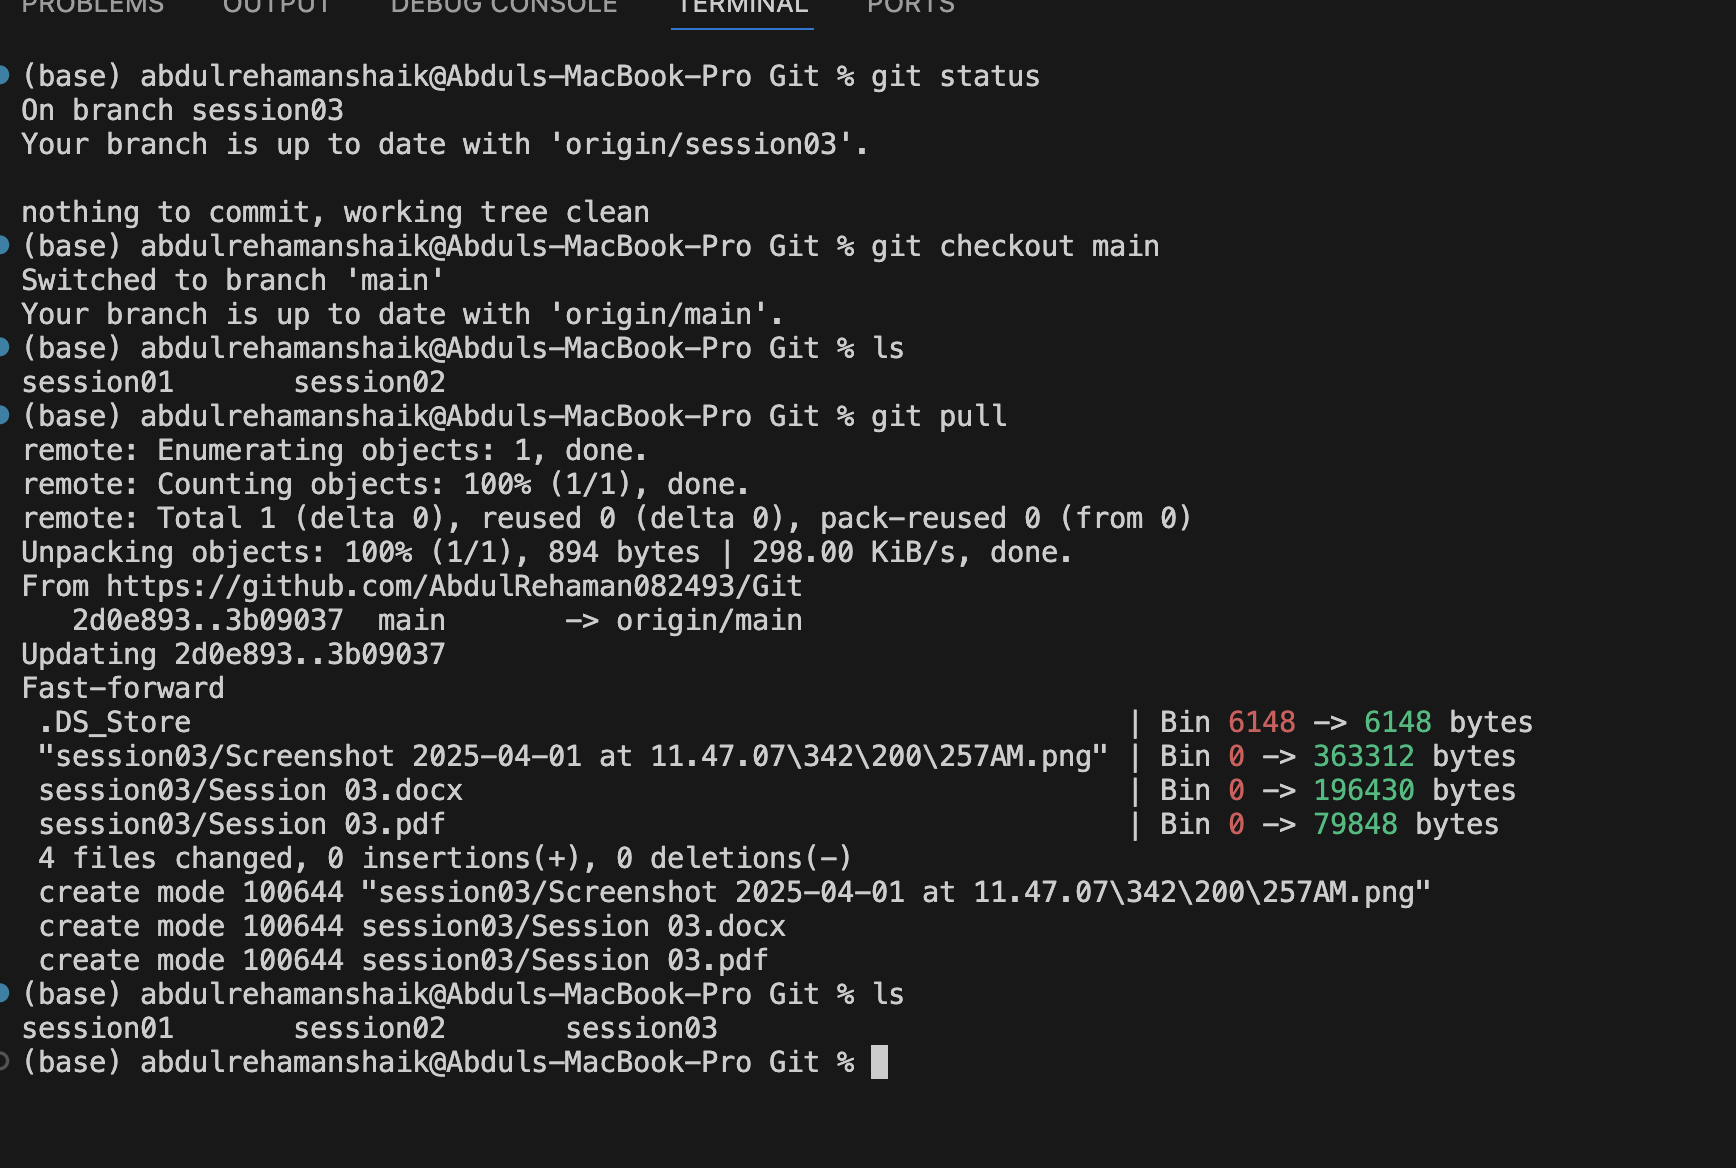 PROBLEMS OUTPUT DEBUG CONSOLE TERMINAL PORTS
(base) abdulrehamanshaik@Abduls-MacBook-Pro Git % git status
On branch session03
Your branch is up to date with 'origin/session03'.
nothing to commit, working tree clean
(base) abdulrehamanshaik@Abduls-MacBook-Pro Git % git checkout main
Switched to branch 'main'
Your branch is up to date with 'origin/main'.
(base) abdulrehamanshaik@Abduls-MacBook-Pro Git % ls
session01 session02
(base) abdulrehamanshaik@Abduls-MacBook-Pro Git % git pull
remote: Enumerating objects: 1, done.
remote: Counting objects: 100% (1/1), done.
remote: Total 1 (delta 0), reused 0 (delta 0), pack-reused 0 (from 0)
Unpacking objects: 100% (1/1), 894 bytes | 298.00 KiB/s, done.
From https://github.com/AbdulRehaman082493/Git
2d0e893..3b09037 main -> origin/main
Updating 2d0e893..3b09037
Fast-forward
.DS_Store | Bin 6148 -> 6148 bytes
"session03/Screenshot 2025-04-01 at 11.47.07\342\200\257AM.png" | Bin 0 -> 363312 bytes
session03/Session 03.docx | Bin 0 -> 196430 bytes
session03/Session 03.pdf | Bin 0 -> 79848 bytes
4 files changed, 0 insertions(+), 0 deletions(-)
create mode 100644 "session03/Screenshot 2025-04-01 at 11.47.07\342\200\257AM.png"
create mode 100644 session03/Session 03.docx
create mode 100644 session03/Session 03.pdf
(base) abdulrehamanshaik@Abduls-MacBook-Pro Git % ls
session01 session02 session03
(base) abdulrehamanshaik@Abduls-MacBook-Pro Git %